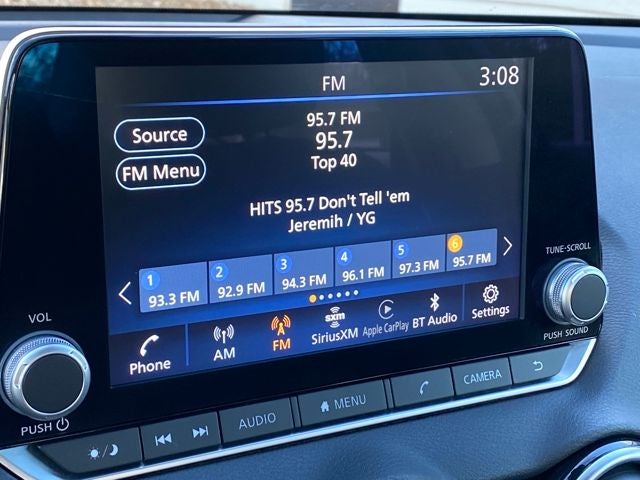 FM
3:08
95.7 FM
95.7
Top 40
Source
FM Menu
HITS 95.7 Don't Tell 'em
Jeremih / YG
1 93.3 FM
2 92.9 FM
3 94.3 FM
4 96.1 FM
5 97.3 FM
6 95.7 FM
Phone
AM
FM
sxm
SiriusXM
Apple CarPlay
BT Audio
Settings
VOL
PUSH
TUNE·SCROLL
PUSH SOUND
AUDIO
MENU
CAMERA